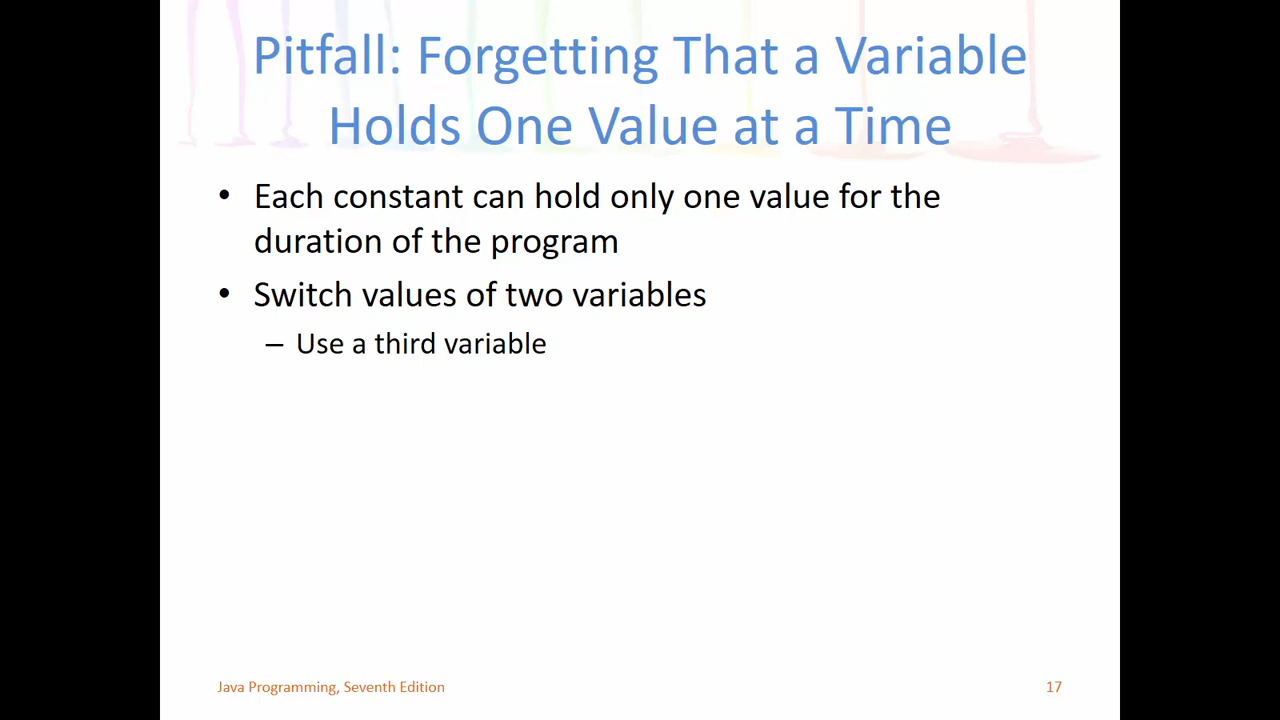 Pitfall: Forgetting That a Variable
Holds One Value at a Time
• Each constant can hold only one value for the
duration of the program
• Switch values of two variables
– Use a third variable
Java Programming, Seventh Edition
17